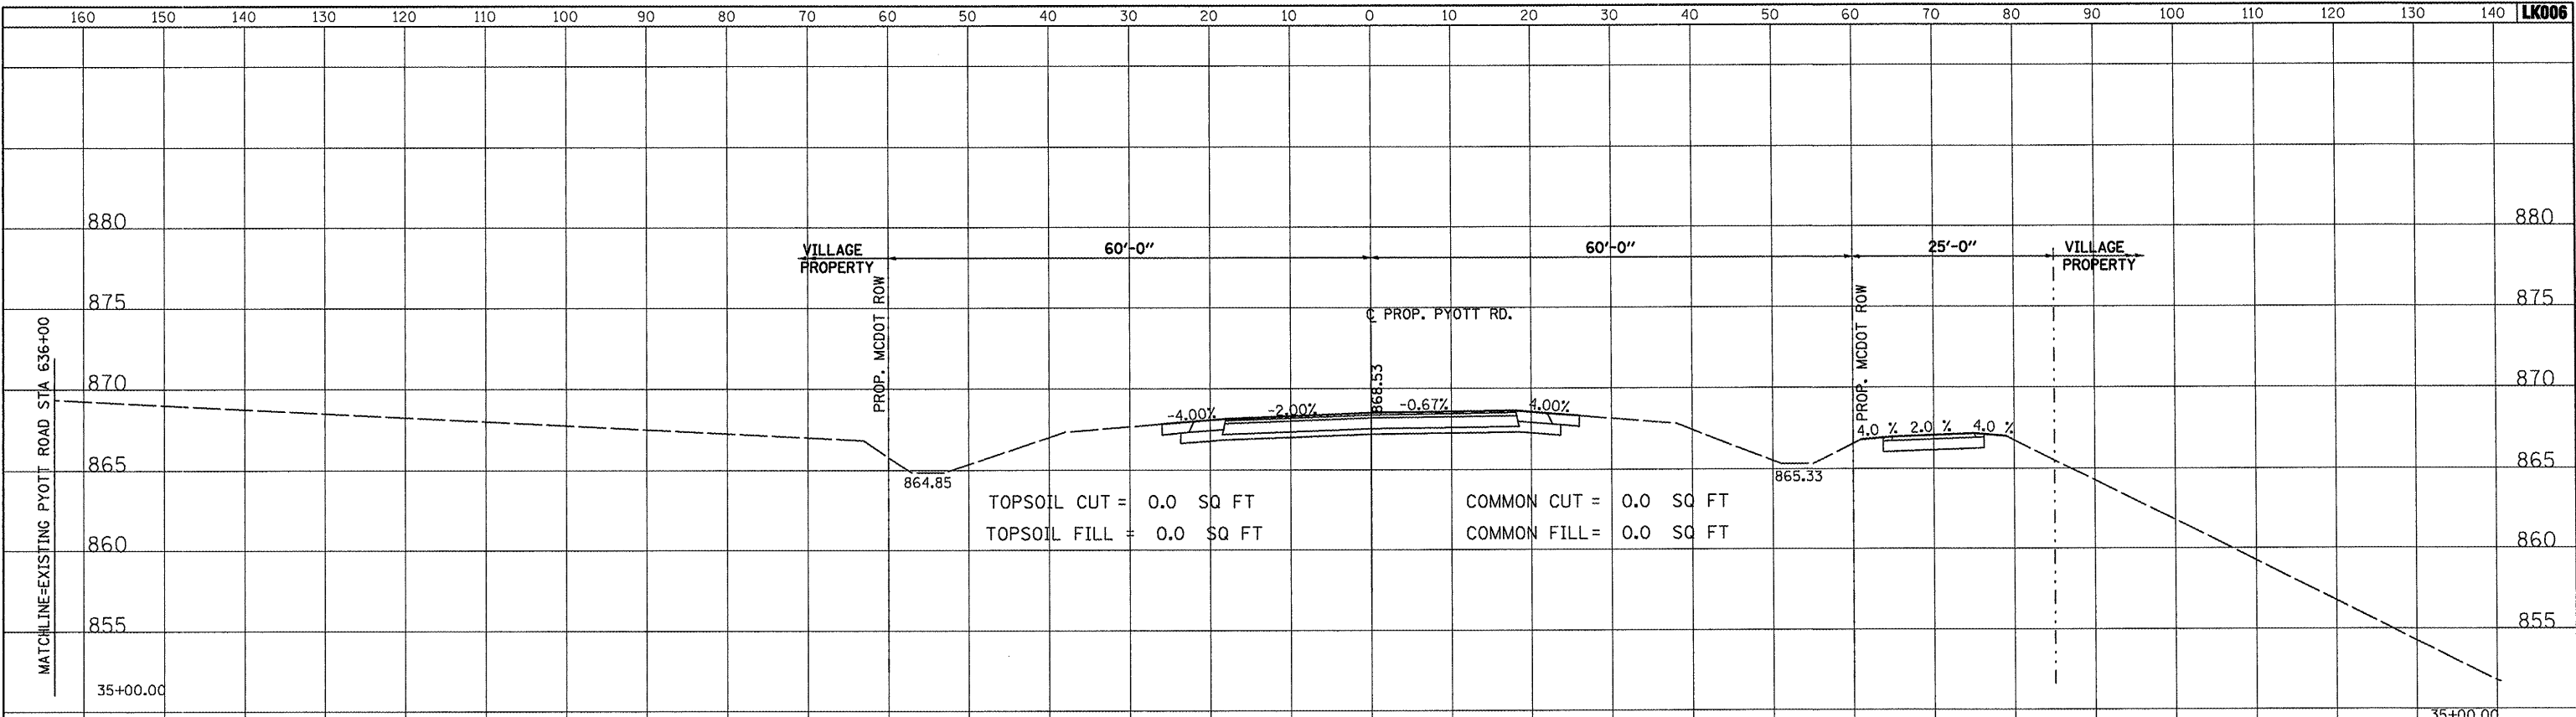 160 150 140 130 120 110 100 90 80 70 60 50 40 30 20 10 0 10 20 30 40 50 60 70 80 90 100 110 120 130 140 LK006
880 880
VILLAGE PROPERTY 60'-0" 60'-0" 25'-0" VILLAGE PROPERTY
875 875
PROP. MCDOT ROW
℄ PROP. PYOTT RD.
PROP. MCDOT ROW
MATCHLINE=EXISTING PYOTT ROAD STA 636+00
870 868.53 870
-4.00% -2.00% -0.67% 4.00% 4.0 % 2.0 % 4.0 %
865 864.85 865.33 865
TOPSOIL CUT = 0.0 SQ FT COMMON CUT = 0.0 SQ FT
TOPSOIL FILL = 0.0 SQ FT COMMON FILL= 0.0 SQ FT
860 860
855 855
35+00.00
35+00.00